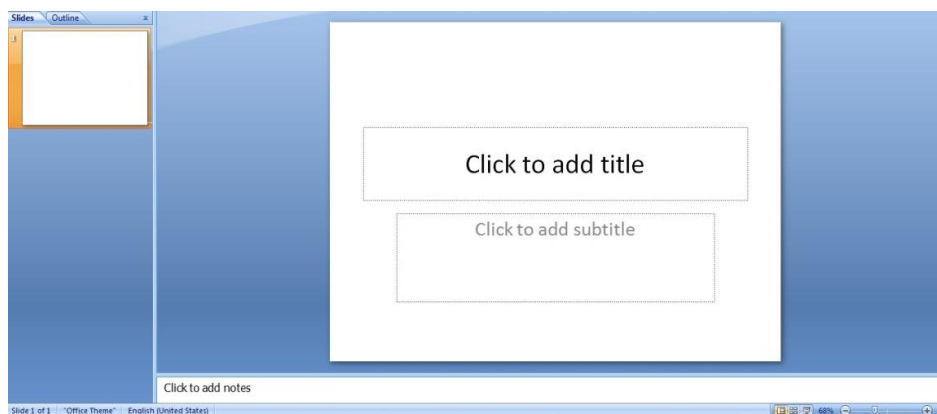 Slides Outline x
1
Click to add title
Click to add subtitle
Click to add notes
Slide 1 of 1 "Office Theme" English (United States) 68%